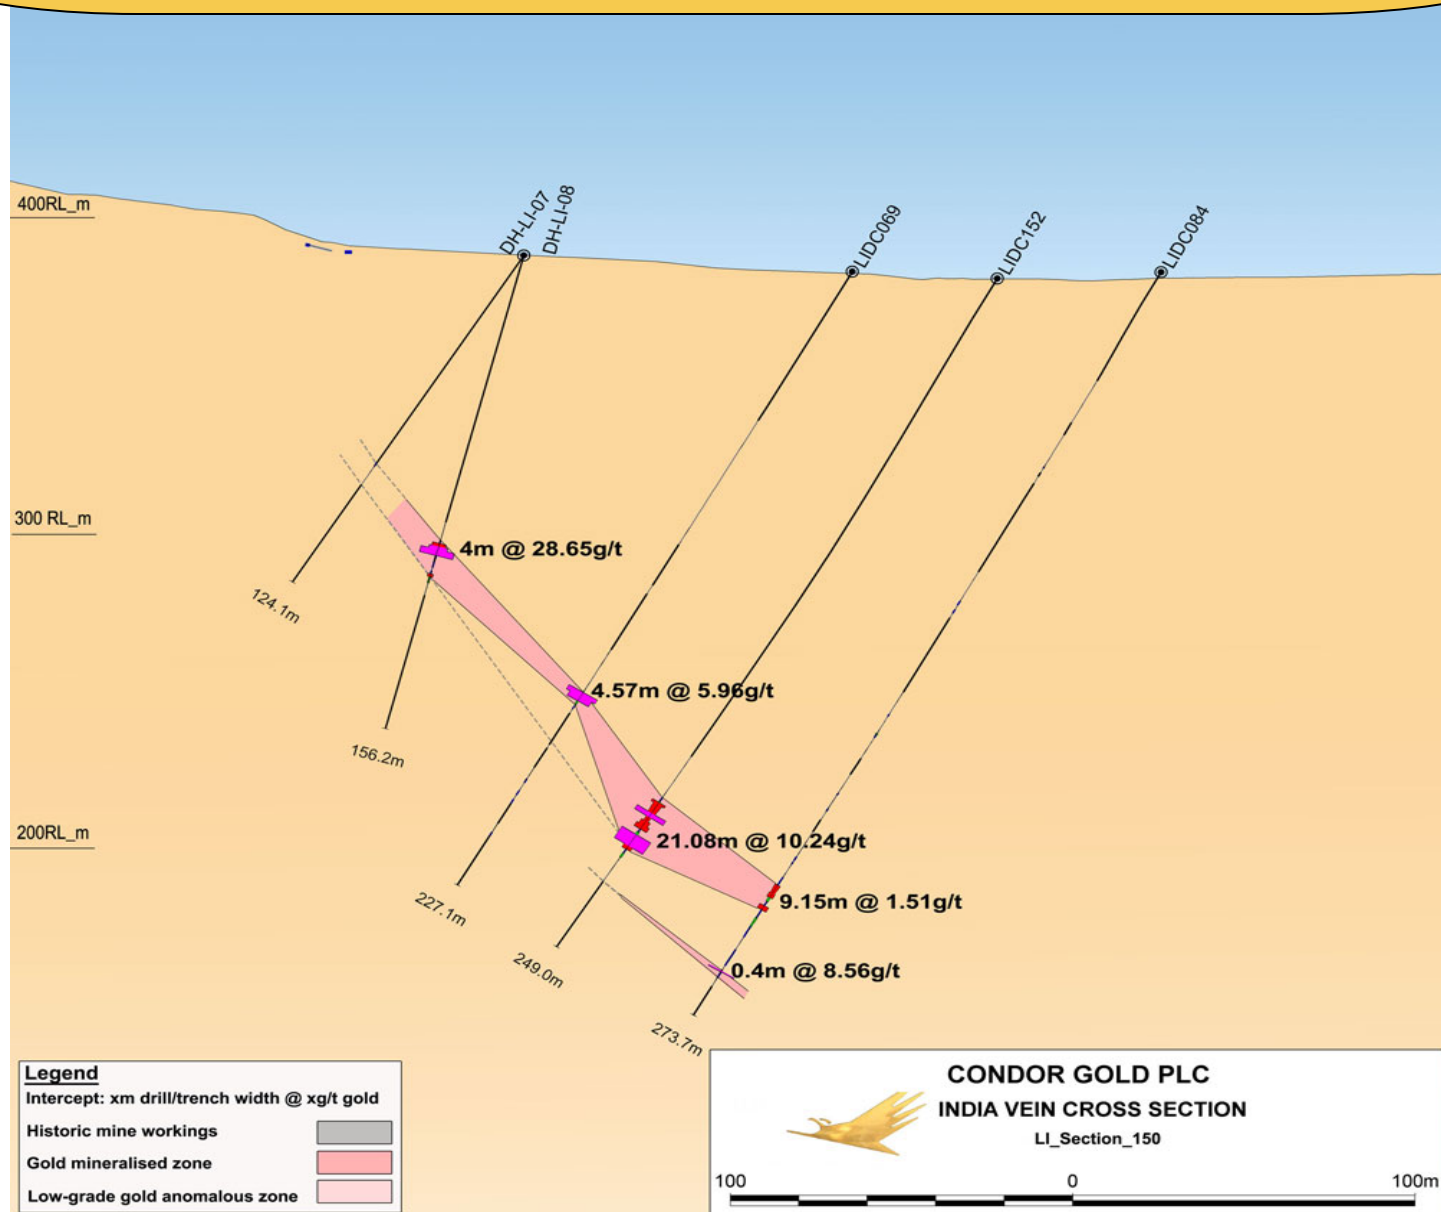 400RL_m
DH-LI-07
DH-LI-08
LIDC069
LIDC152
LIDC084
300 RL_m
4m @ 28.65g/t
124.1m
4.57m @ 5.96g/t
156.2m
200RL_m
21.08m @ 10.24g/t
227.1m
9.15m @ 1.51g/t
249.0m
0.4m @ 8.56g/t
273.7m
Legend
Intercept: xm drill/trench width @ xg/t gold
Historic mine workings
Gold mineralised zone
Low-grade gold anomalous zone
CONDOR GOLD PLC
INDIA VEIN CROSS SECTION
LI_Section_150
100 0 100m